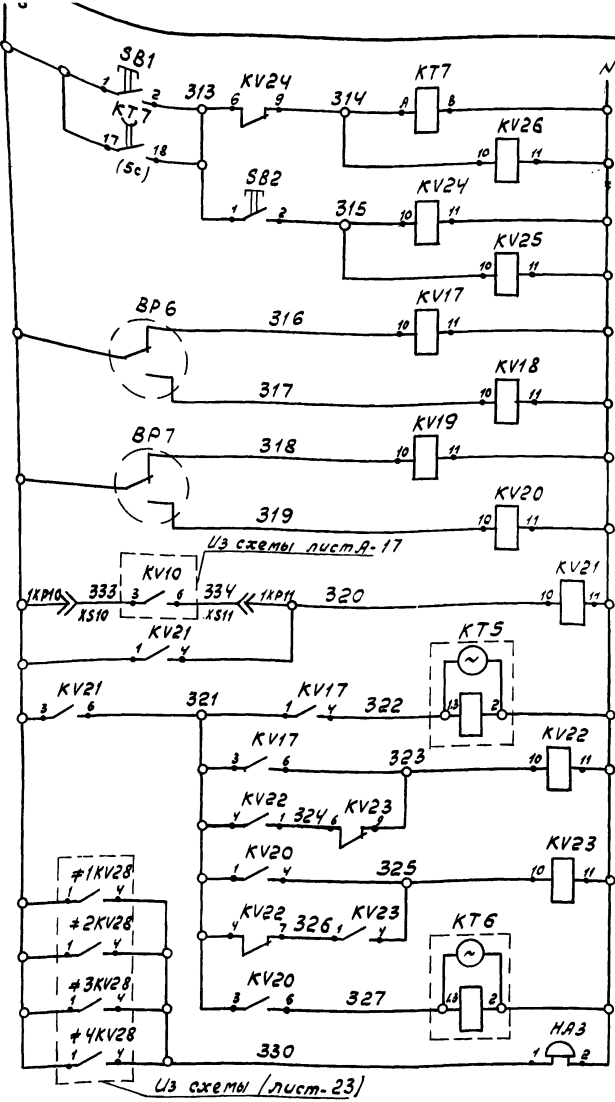 SB1
N
1 2 313 6 KV24 9 314 A KT7 B
KT7
17 18
(5c)
KV26
10 11
SB2
1 2 315 10 KV24 11
KV25
10 11
BP6 316 10 KV17 11
317 10 KV18 11
BP7 318 10 KV19 11
319 10 KV20 11
Из схемы лист А-17
1XP10 333 3 KV10 6 334 1XP11 320 10 KV21 11
XS10 XS11
KV21
1 4
KT5
~
KV21
3 6 321 1 KV17 4 322 13 2
KV17
3 6 323 10 KV22 11
KV22
4 1 324 6 KV23 9
KV20
1 4 325 10 KV23 11
KV22
4 7 326 1 KV23 4
KT6
~
KV20
3 6 327 13 2
#1KV28
1 4
#2KV28
1 4
#3KV28
1 4
#4KV28
1 4 330 1 HA3 2
Из схемы (лист-23)